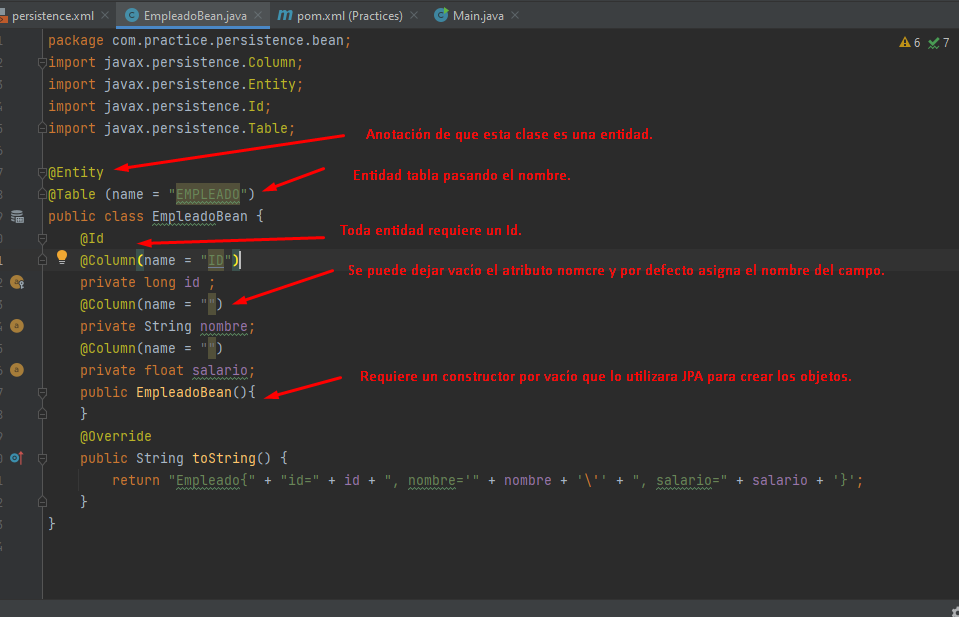 persistence.xml EmpleadoBean.java pom.xml (Practices) Main.java
package com.practice.persistence.bean; 6 7
import javax.persistence.Column;
import javax.persistence.Entity;
import javax.persistence.Id;
import javax.persistence.Table;
Anotación de que esta clase es una entidad.
@Entity
Entidad tabla pasando el nombre.
@Table (name = "EMPLEADO")
public class EmpleadoBean {
Toda entidad requiere un Id.
@Id
@Column(name = "ID")
Se puede dejar vacío el atributo nomcre y por defecto asigna el nombre del campo.
private long id ;
@Column(name = "")
private String nombre;
@Column(name = "")
private float salario;
Requiere un constructor por vacío que lo utilizara JPA para crear los objetos.
public EmpleadoBean(){
}
@Override
public String toString() {
return "Empleado{" + "id=" + id + ", nombre='" + nombre + '\'' + ", salario=" + salario + '}';
}
}